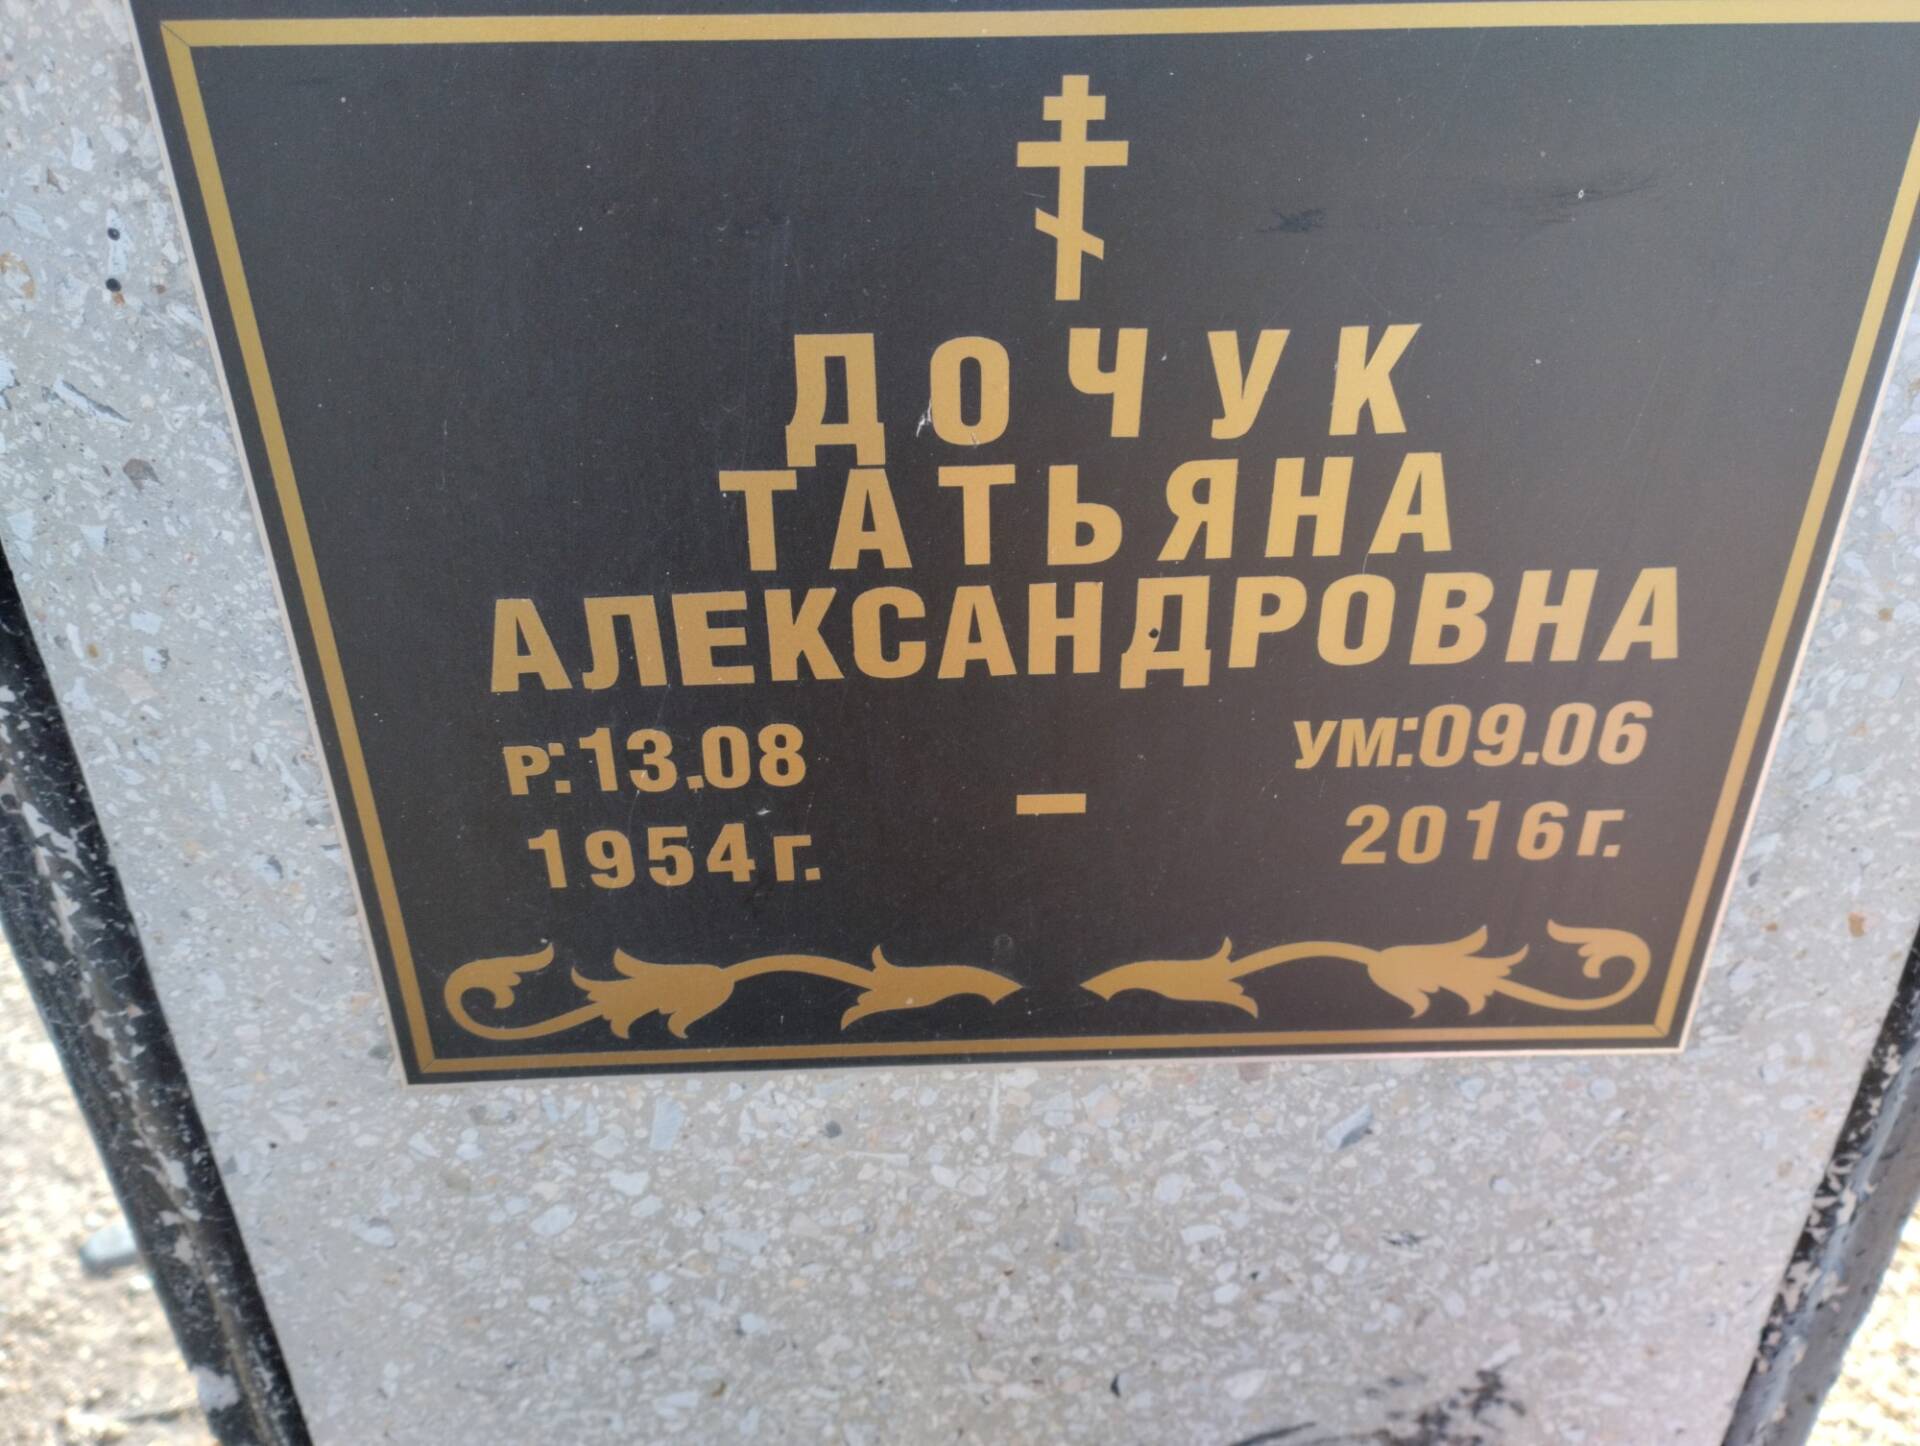 ДОЧУК
ТАТЬЯНА
АЛЕКСАНДРОВНА
Р:13.08 УМ:09.06
1954г. – 2016г.